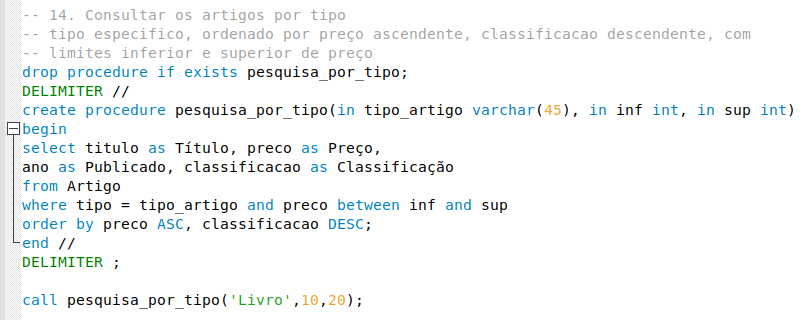 -- 14. Consultar os artigos por tipo
-- tipo especifico, ordenado por preço ascendente, classificacao descendente, com
-- limites inferior e superior de preço
drop procedure if exists pesquisa_por_tipo;
DELIMITER //
create procedure pesquisa_por_tipo(in tipo_artigo varchar(45), in inf int, in sup int)
begin
select titulo as Título, preco as Preço,
ano as Publicado, classificacao as Classificação
from Artigo
where tipo = tipo_artigo and preco between inf and sup
order by preco ASC, classificacao DESC;
end //
DELIMITER ;
call pesquisa_por_tipo('Livro',10,20);